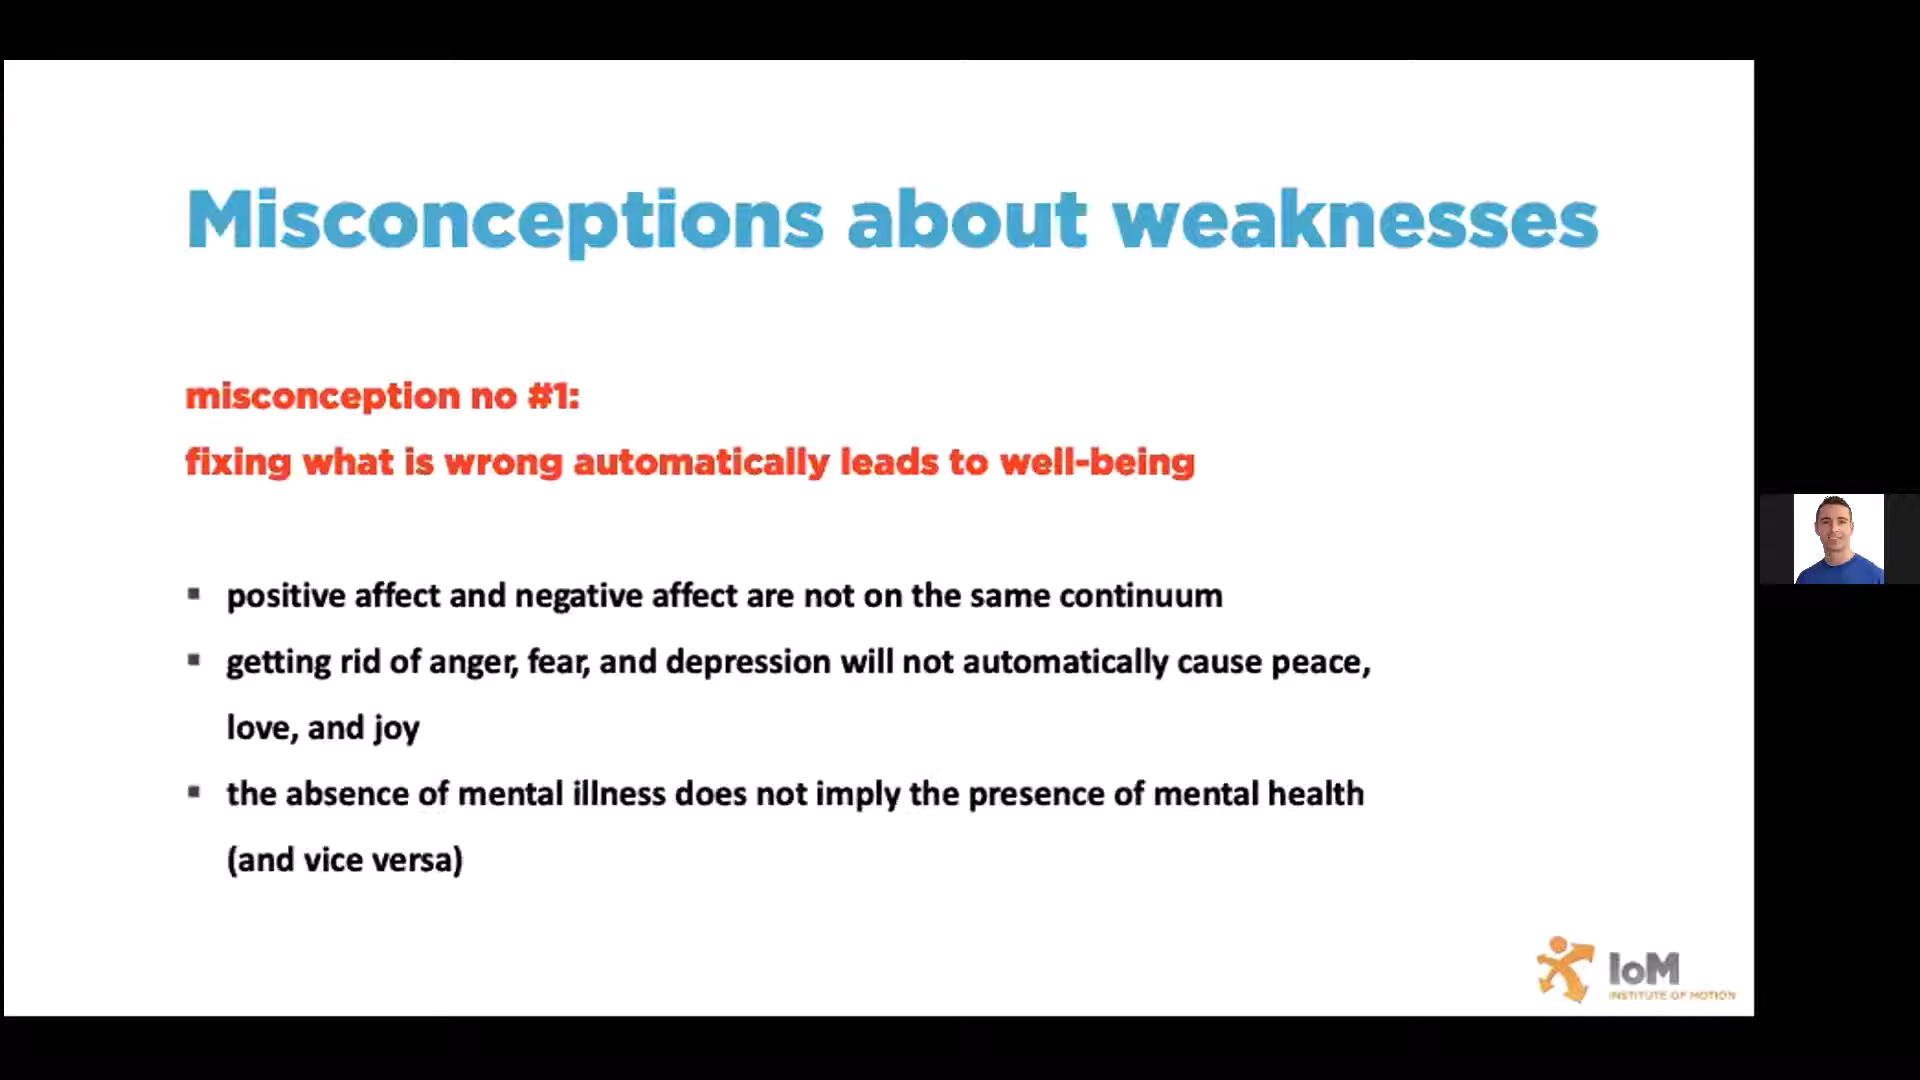 Misconceptions about weaknesses
misconception no #1:
fixing what is wrong automatically leads to well-being
▪ positive affect and negative affect are not on the same continuum
▪ getting rid of anger, fear, and depression will not automatically cause peace,
love, and joy
▪ the absence of mental illness does not imply the presence of mental health
(and vice versa)
IoM
INSTITUTE OF MOTION